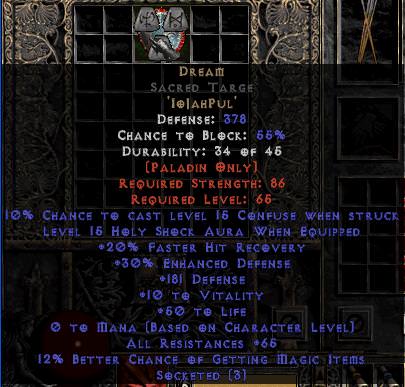 Dream
Sacred Targe
'IoJahPul'
Defense: 378
Chance to Block: 55%
Durability: 34 of 45
(Paladin Only)
Required Strength: 86
Required Level: 65
10% Chance to cast level 15 Confuse when struck
Level 15 Holy Shock Aura When Equipped
+20% Faster Hit Recovery
+30% Enhanced Defense
+181 Defense
+10 to Vitality
+50 to Life
0 to Mana (Based on Character Level)
All Resistances +65
12% Better Chance of Getting Magic Items
Socketed (3)